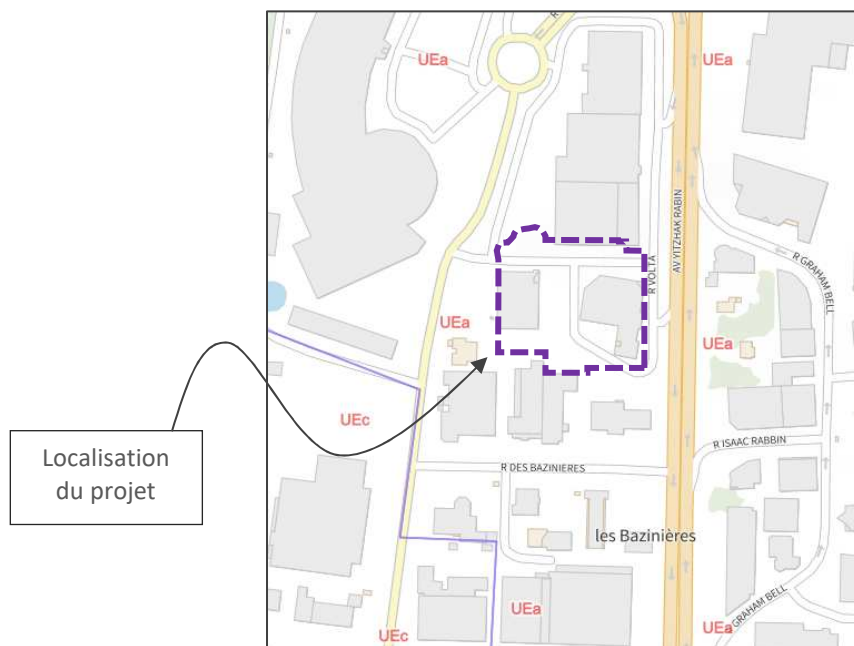 R
UEa
UEa
AV YITZHAK RABIN
R VOLTA
R GRAHAM BELL
UEa
UEa
UEc
Localisation
du projet
R ISAAC RABBIN
R DES BAZINIERES
les Bazinières
UEa
UEa
GRAHAM BELL
UEc